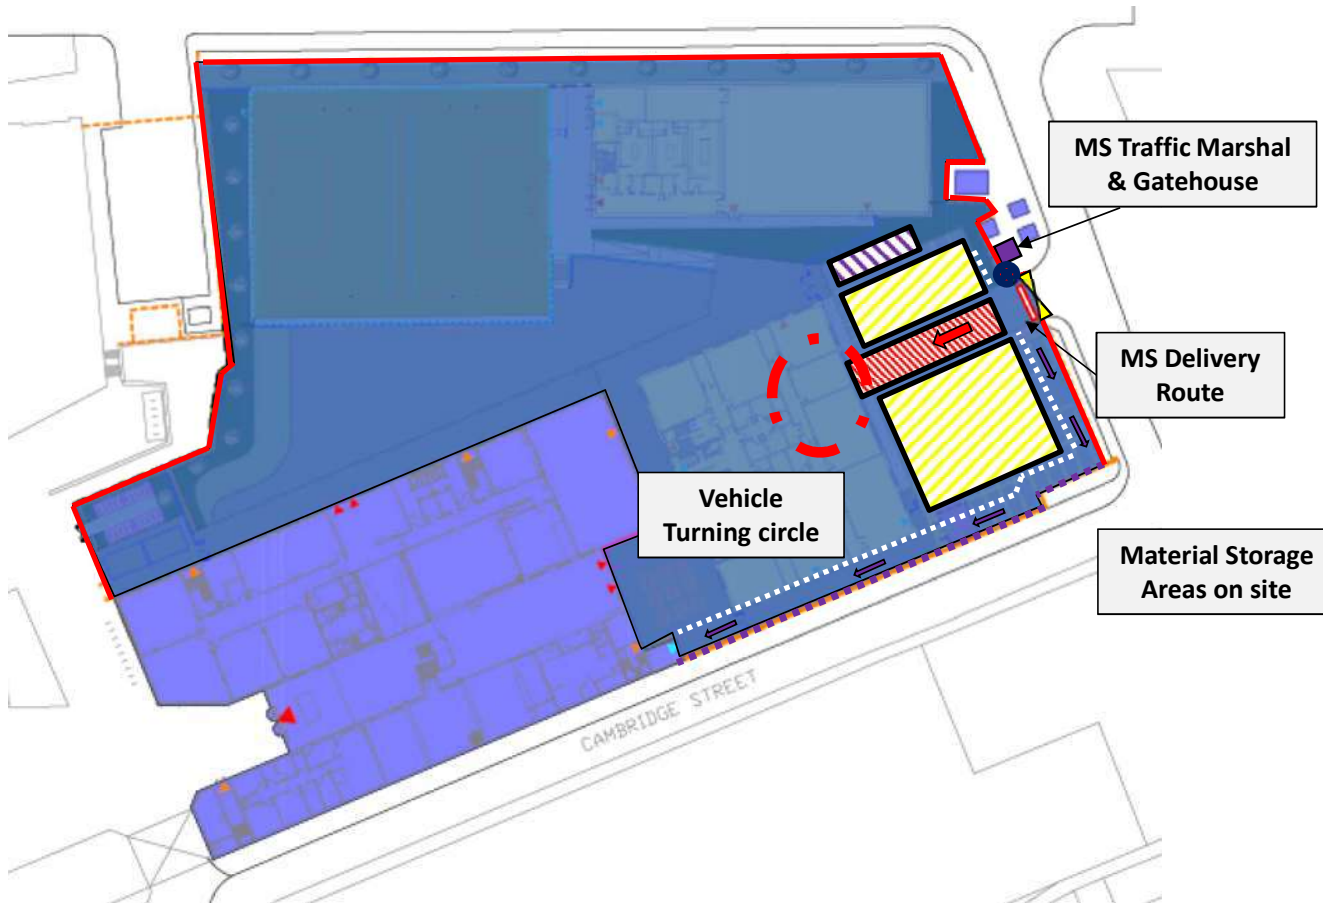 MS Traffic Marshal
& Gatehouse
MS Delivery
Route
Vehicle
Turning circle
Material Storage
Areas on site
CAMBRIDGE STREET